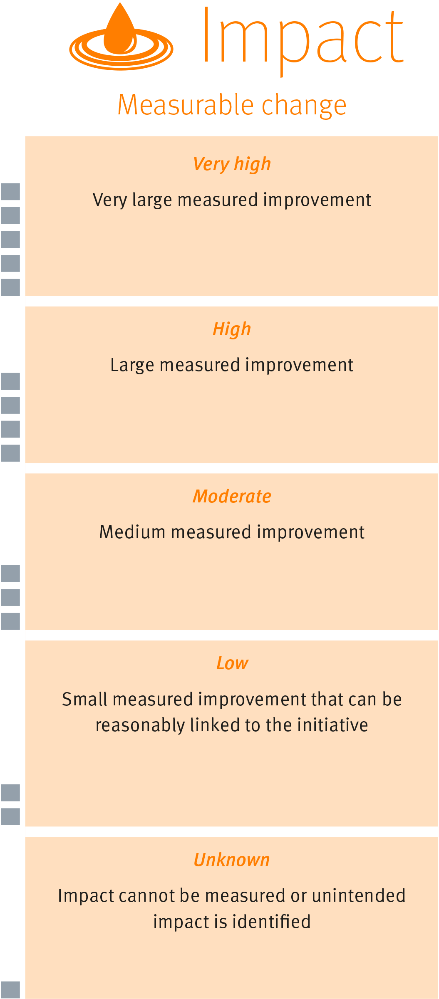 Impact
Measurable change
Very high
Very large measured improvement
High
Large measured improvement
Moderate
Medium measured improvement
Low
Small measured improvement that can be
reasonably linked to the initiative
Unknown
Impact cannot be measured or unintended
impact is identified